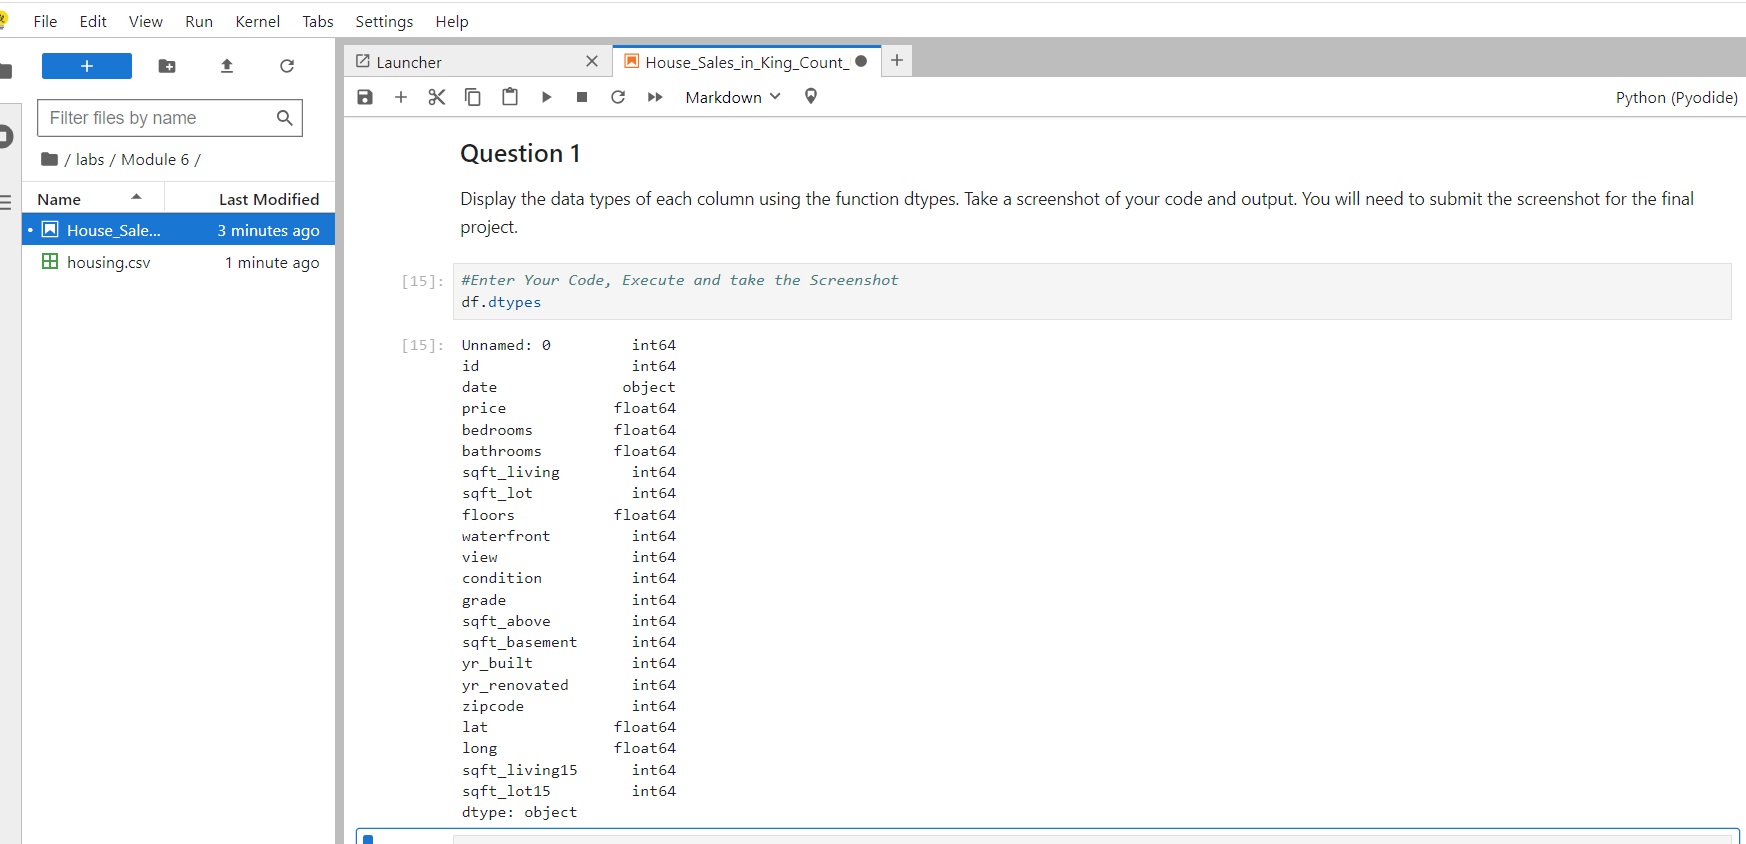 File Edit View Run Kernel Tabs Settings Help
Launcher
House_Sales_in_King_Count_
Filter files by name
Markdown
Python (Pyodide)
/ labs / Module 6 /
Name Last Modified
House_Sale... 3 minutes ago
housing.csv 1 minute ago
Question 1
Display the data types of each column using the function dtypes. Take a screenshot of your code and output. You will need to submit the screenshot for the final
project.
[15]: #Enter Your Code, Execute and take the Screenshot
df.dtypes
[15]: Unnamed: 0 int64
id int64
date object
price float64
bedrooms float64
bathrooms float64
sqft_living int64
sqft_lot int64
floors float64
waterfront int64
view int64
condition int64
grade int64
sqft_above int64
sqft_basement int64
yr_built int64
yr_renovated int64
zipcode int64
lat float64
long float64
sqft_living15 int64
sqft_lot15 int64
dtype: object